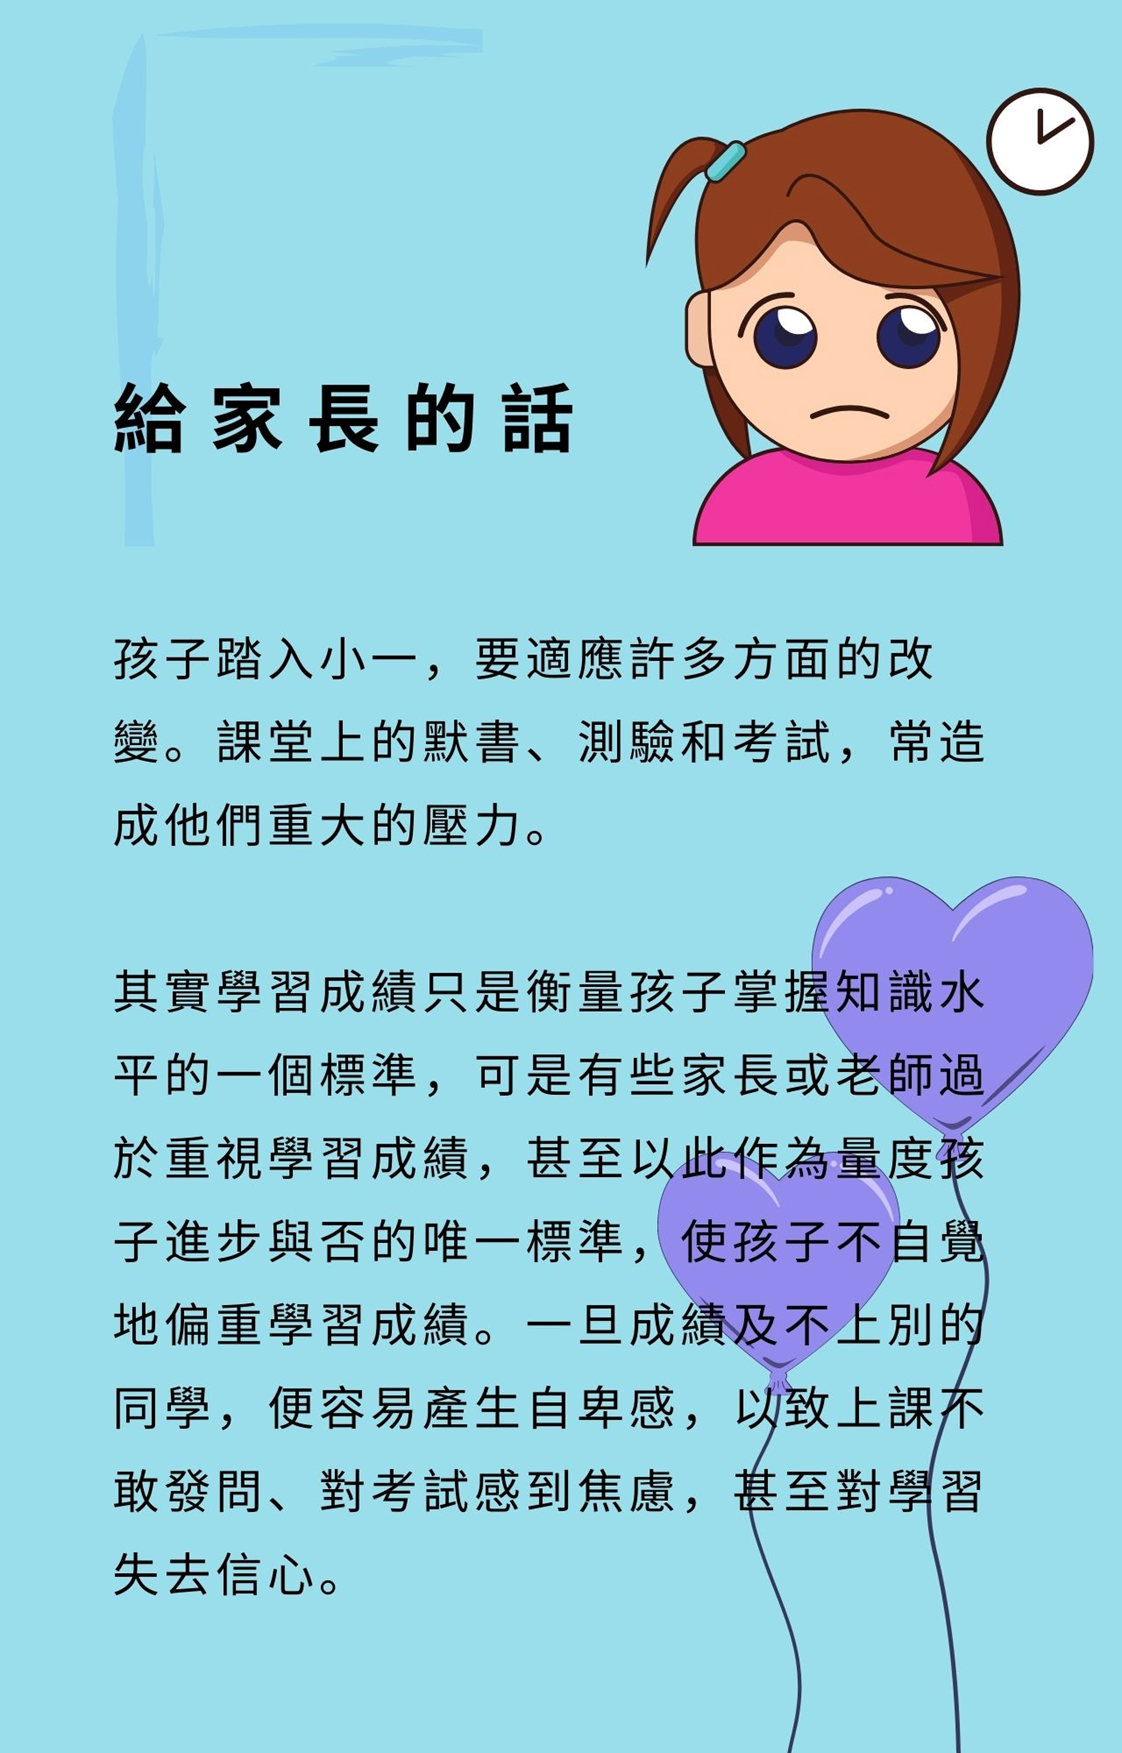 給家長的話
孩子踏入小一，要適應許多方面的改
變。課堂上的默書、測驗和考試，常造
成他們重大的壓力。
其實學習成績只是衡量孩子掌握知識水
平的一個標準，可是有些家長或老師過
於重視學習成績，甚至以此作為量度孩
子進步與否的唯一標準，使孩子不自覺
地偏重學習成績。一旦成績及不上別的
同學，便容易產生自卑感，以致上課不
敢發問、對考試感到焦慮，甚至對學習
失去信心。